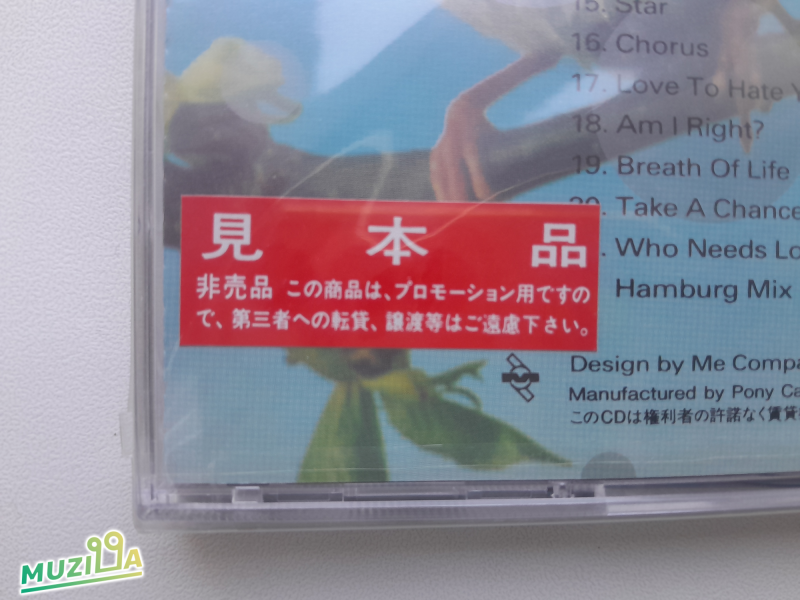 15. Star
16. Chorus
17. Love To Hate
18. Am I Right?
19. Breath Of Life
20. Take A Chance
. Who Needs
Hamburg Mix
見本品
非売品 この商品は、プロモーション用ですの
で、第三者への転貸、譲渡等はご遠慮下さい。
Design by Me
Manufactured by Pony
このCDは権利者の許諾なく賃貸
MUZILLA